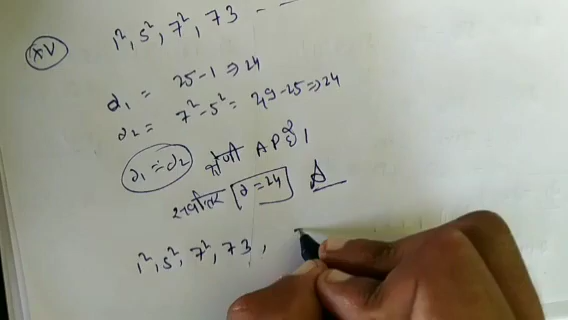 XV 1², 5², 7², 73 - --
d₁ = 25-1 ⇒ 24
d₂ = 7²-5² = 49-25 ⇒ 24
d₁ = d₂ श्रेणी AP है।
सार्वान्तर d=24
1², 5², 7², 73,